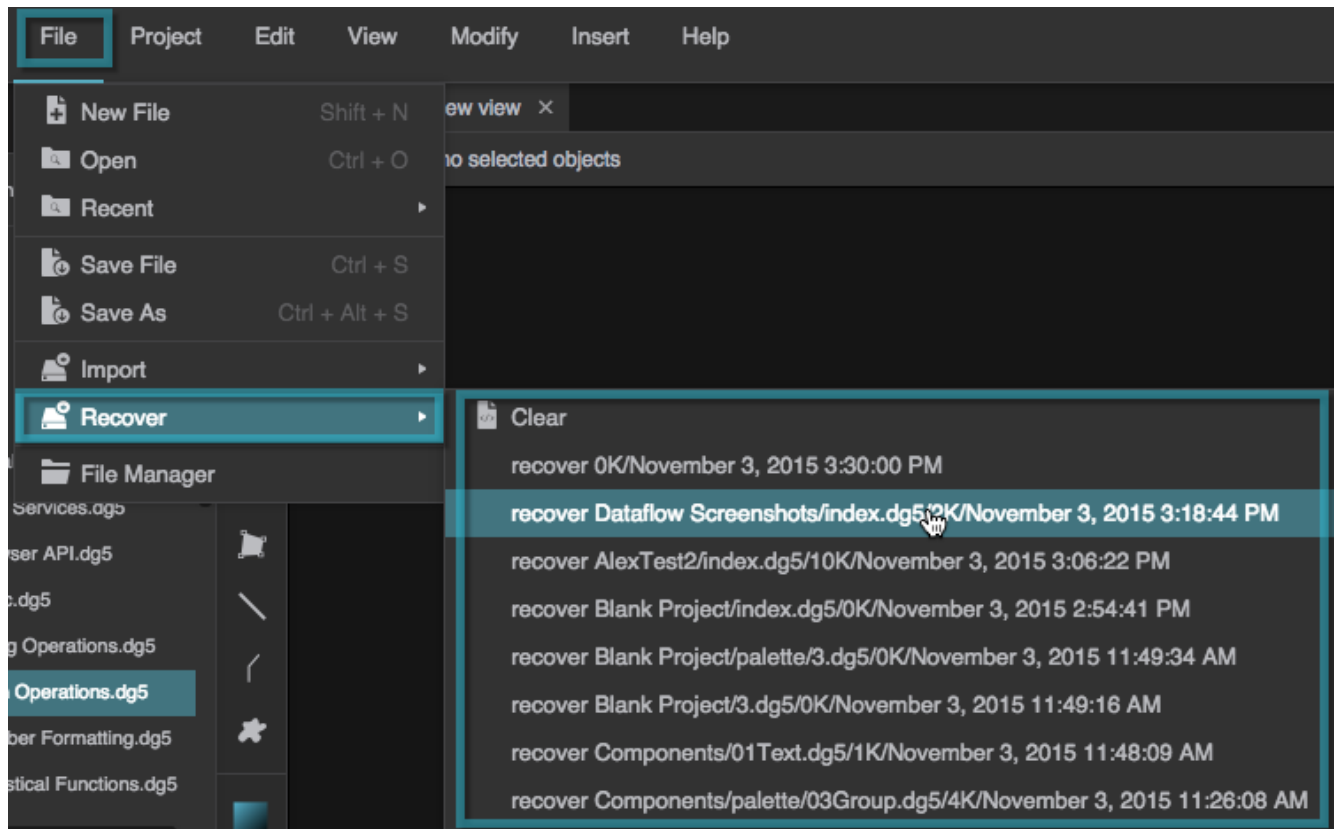 File Project Edit View Modify Insert Help
New File Shift + N
ew view ×
Open Ctrl + O
no selected objects
Recent
Save File Ctrl + S
Save As Ctrl + Alt + S
Import
Recover
Clear
recover 0K/November 3, 2015 3:30:00 PM
File Manager
recover Dataflow Screenshots/index.dg5/2K/November 3, 2015 3:18:44 PM
Services.dg5
ser API.dg5
recover AlexTest2/index.dg5/10K/November 3, 2015 3:06:22 PM
c.dg5
recover Blank Project/index.dg5/0K/November 3, 2015 2:54:41 PM
g Operations.dg5
recover Blank Project/palette/3.dg5/0K/November 3, 2015 11:49:34 AM
Operations.dg5
recover Blank Project/3.dg5/0K/November 3, 2015 11:49:16 AM
ber Formatting.dg5
recover Components/01Text.dg5/1K/November 3, 2015 11:48:09 AM
stical Functions.dg5
recover Components/palette/03Group.dg5/4K/November 3, 2015 11:26:08 AM